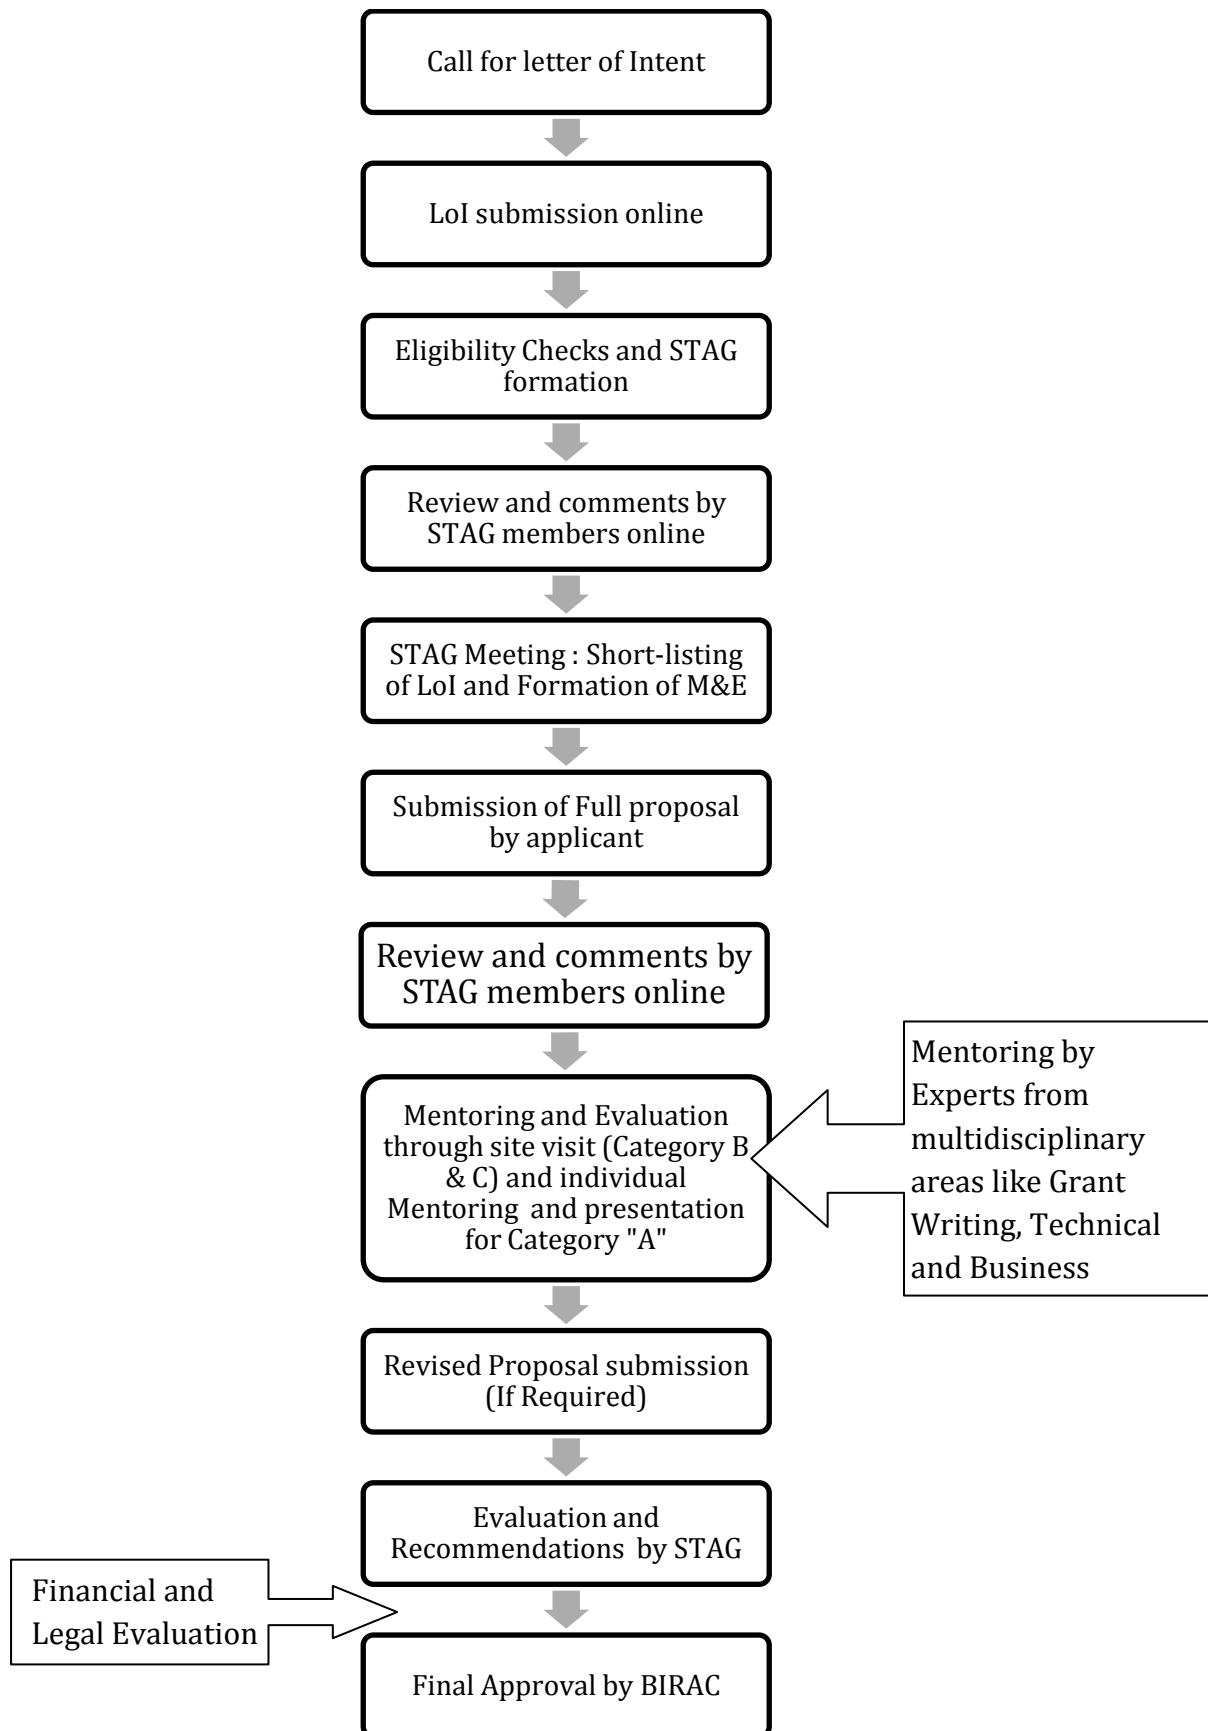 Call for letter of Intent
LoI submission online
Eligibility Checks and STAG
formation
Review and comments by
STAG members online
STAG Meeting : Short-listing
of LoI and Formation of M&E
Submission of Full proposal
by applicant
Review and comments by
STAG members online
Mentoring and Evaluation
through site visit (Category B
& C) and individual
Mentoring and presentation
for Category "A"
Mentoring by
Experts from
multidisciplinary
areas like Grant
Writing, Technical
and Business
Revised Proposal submission
(If Required)
Evaluation and
Recommendations by STAG
Financial and
Legal Evaluation
Final Approval by BIRAC